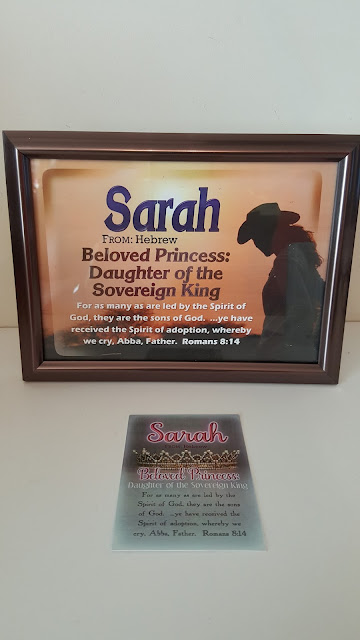 Sarah
FROM: Hebrew
Beloved Princess:
Daughter of the
Sovereign King
For as many as are led by the Spirit of
God, they are the sons of God. ...ye have
received the Spirit of adoption, whereby
we cry, Abba, Father. Romans 8:14
Sarah
Beloved Princess:
Daughter of the Sovereign King
For as many as are led by the
Spirit of God, they are the sons
of God. ...ye have received the
Spirit of adoption, whereby we
cry, Abba, Father. Romans 8:14